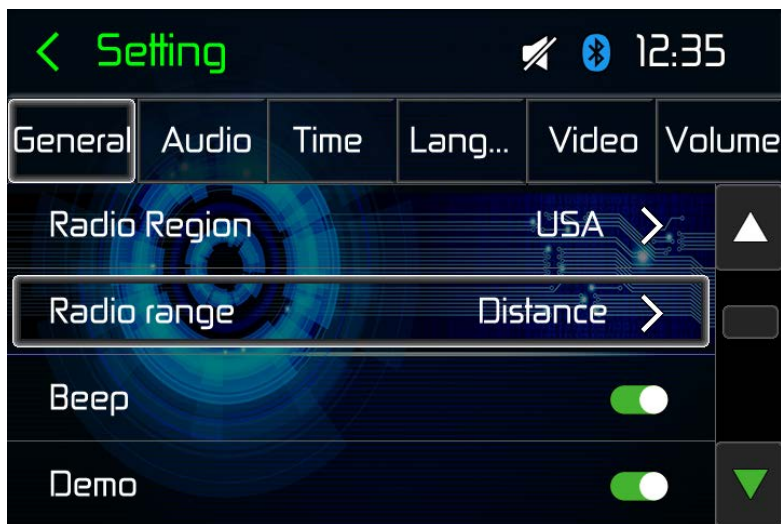 Setting 12:35
General Audio Time Lang... Video Volume
Radio Region USA
Radio range Distance
Beep
Demo